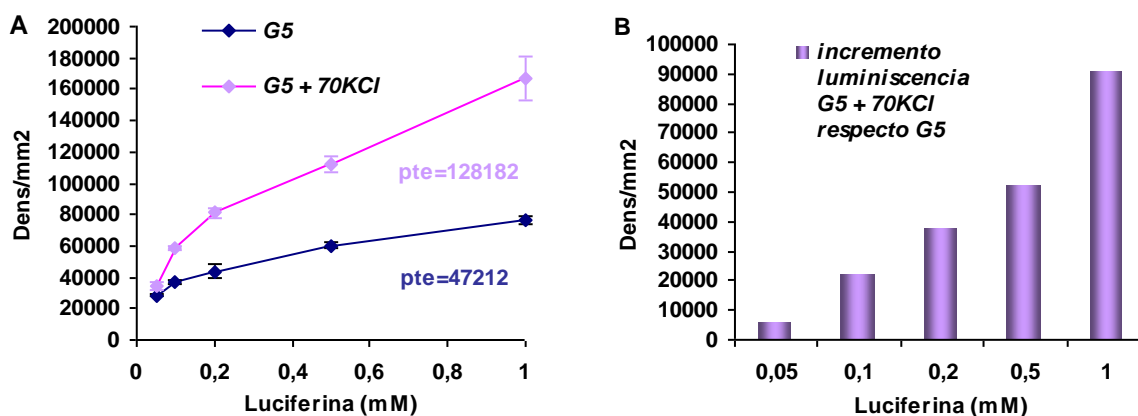 A
G5
G5 + 70KCl
200000
180000
160000
140000
120000
100000
80000
60000
40000
20000
0
Dens/mm2
pte=128182
pte=47212
0
0,2
0,4
0,6
0,8
1
Luciferina (mM)
B
incremento
luminiscencia
G5 + 70KCl
respecto G5
100000
90000
80000
70000
60000
50000
40000
30000
20000
10000
0
Dens/mm2
0,05
0,1
0,2
0,5
1
Luciferina (mM)